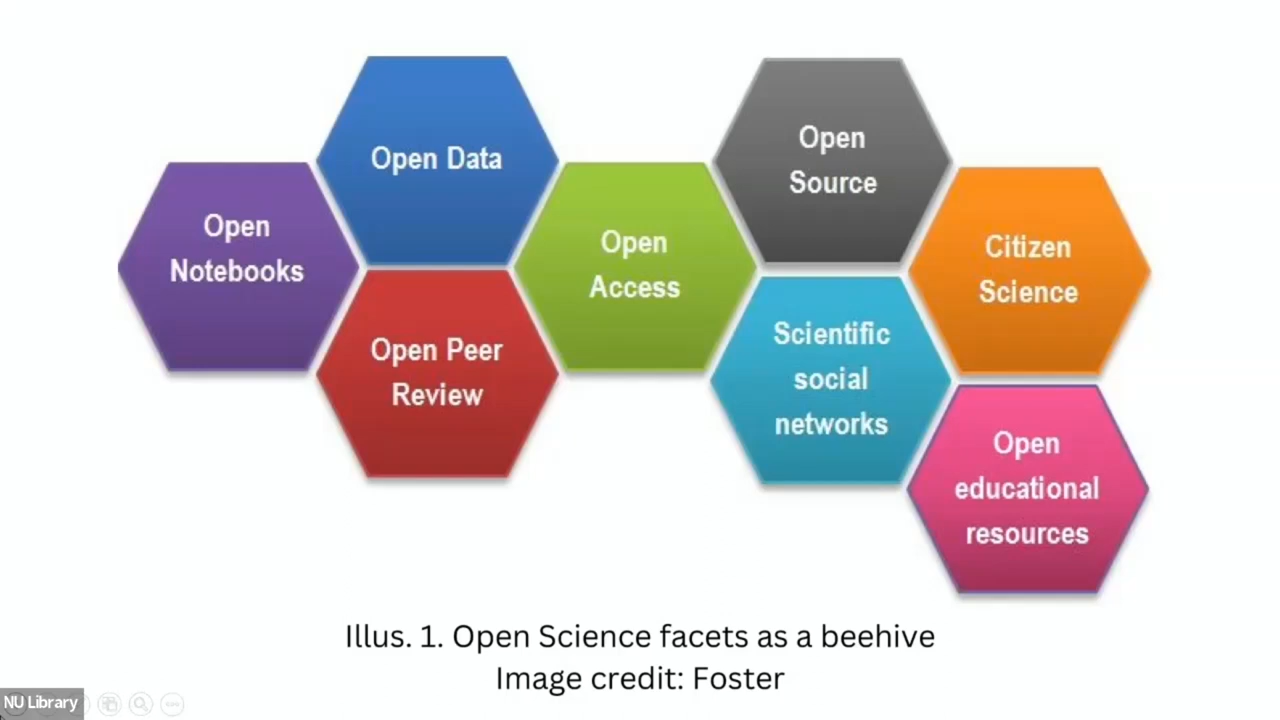 Open
Notebooks
Open Data
Open Peer
Review
Open
Access
Open
Source
Scientific
social
networks
Citizen
Science
Open
educational
resources
Illus. 1. Open Science facets as a beehive
Image credit: Foster
NU Library